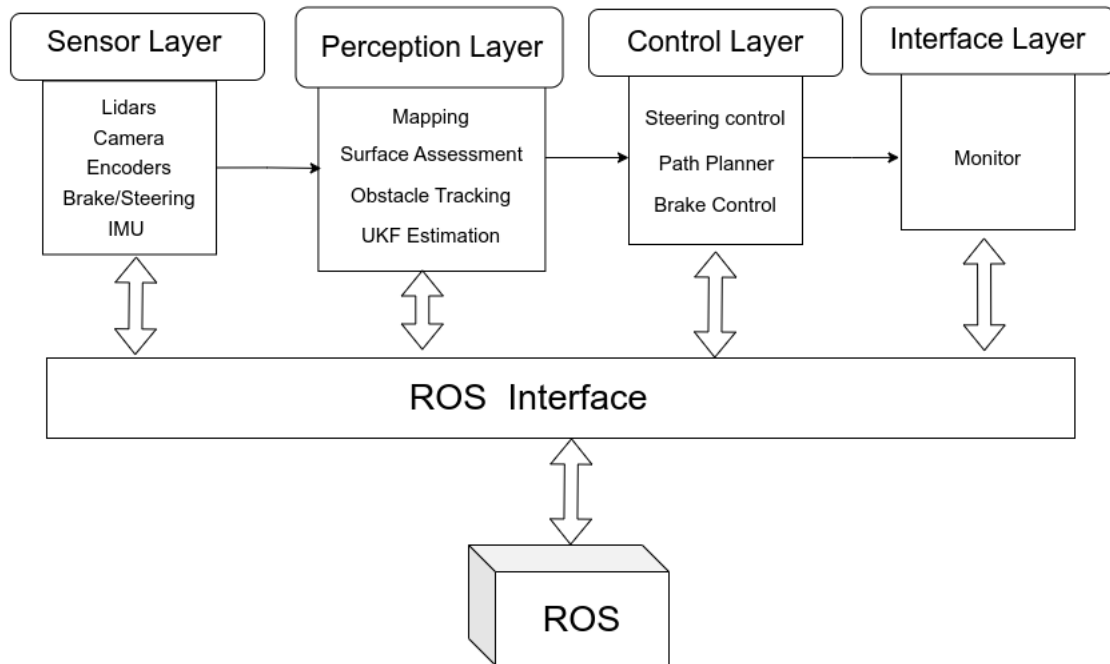 Sensor Layer
Lidars
Camera
Encoders
Brake/Steering
IMU
Perception Layer
Mapping
Surface Assessment
Obstacle Tracking
UKF Estimation
Control Layer
Steering control
Path Planner
Brake Control
Interface Layer
Monitor
ROS Interface
ROS